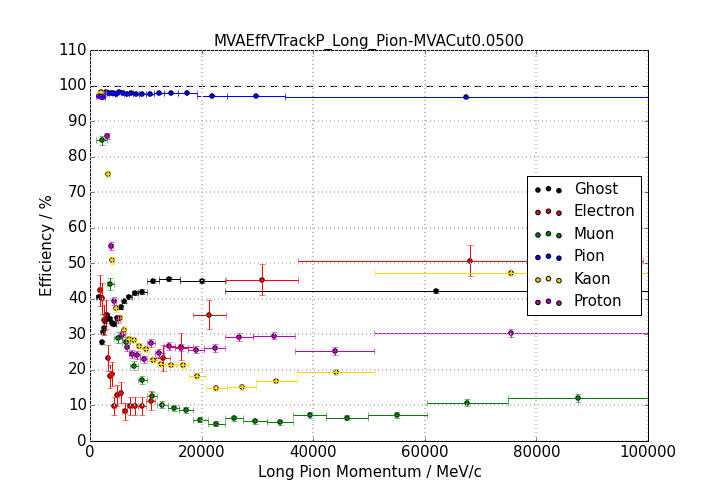 MVAEffVTrackP_Long_Pion-MVACut0.0500
110
100
90
80
70
60
50
40
30
20
10
0
Efficiency / %
Ghost
Electron
Muon
Pion
Kaon
Proton
0 20000 40000 60000 80000 100000
Long Pion Momentum / MeV/c